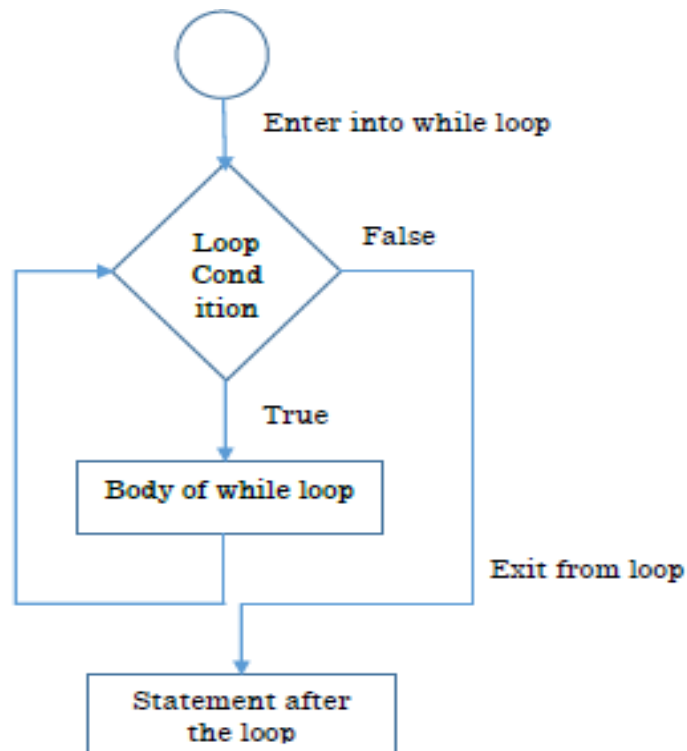 Enter into while loop
False
Loop
Cond
ition
True
Body of while loop
Exit from loop
Statement after
the loop